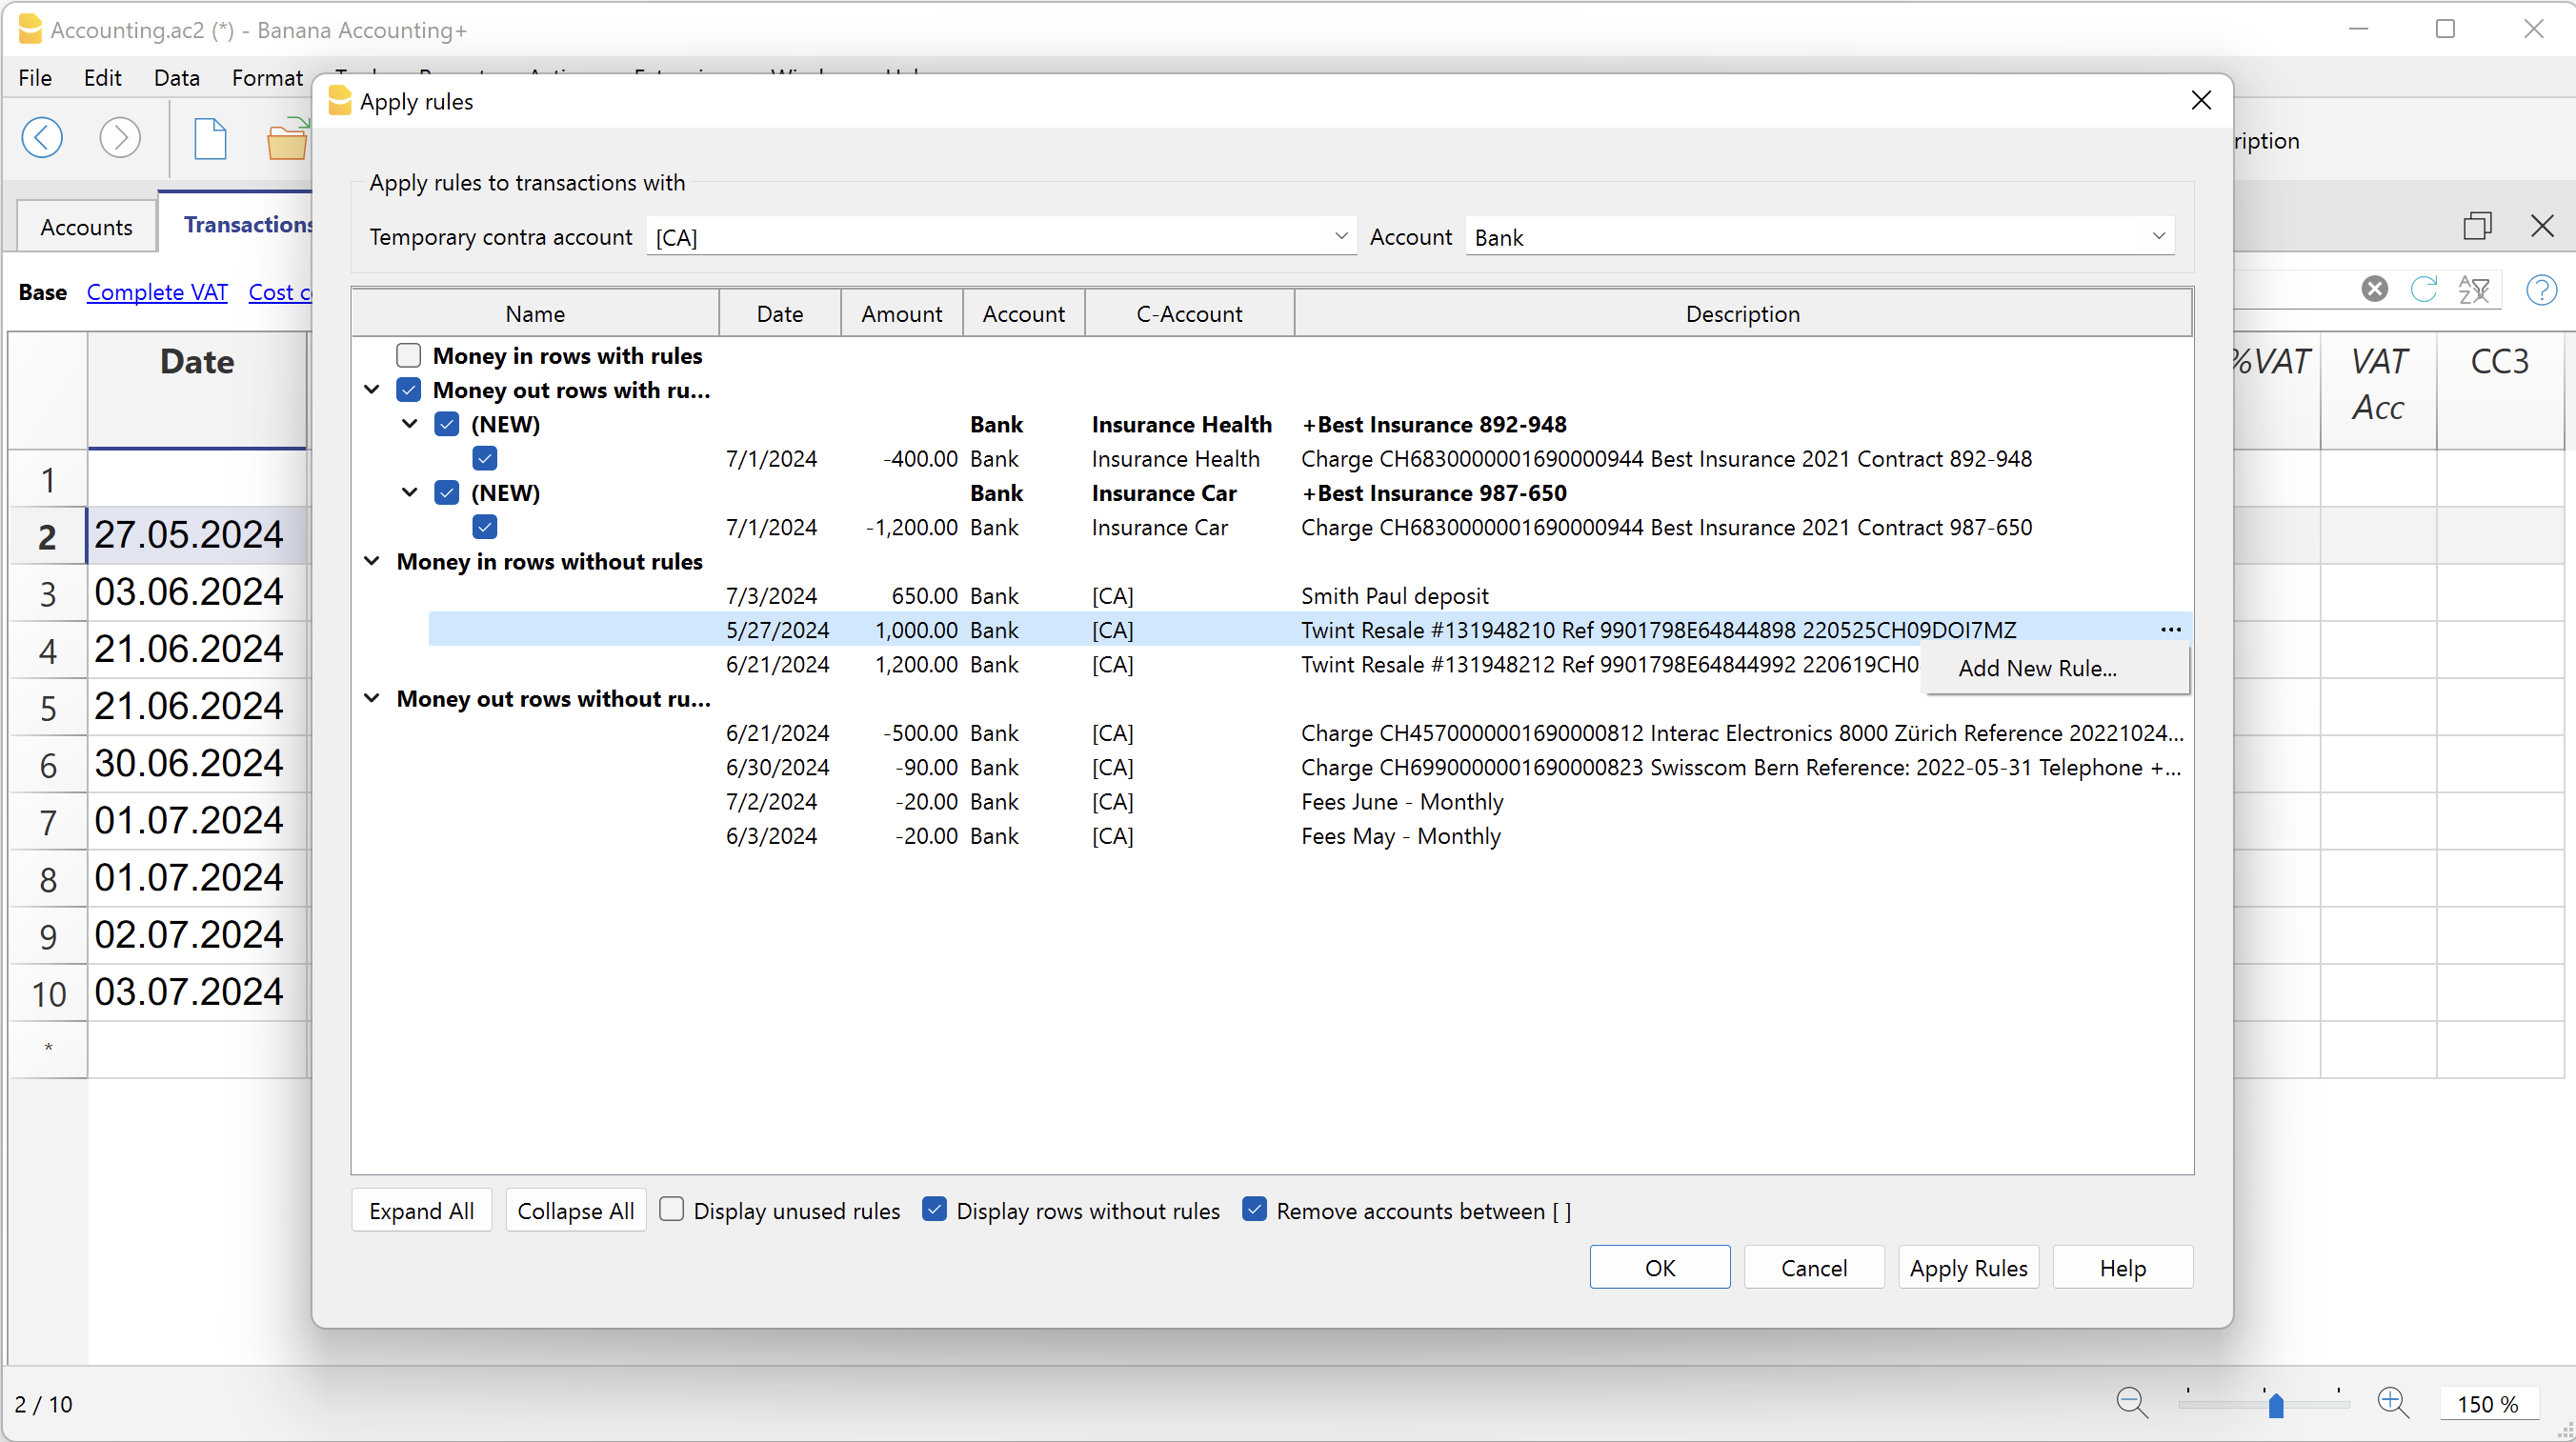 Accounting.ac2 (*) - Banana Accounting+
File Edit Data Format
Apply rules
ription
Accounts Transactions
Apply rules to transactions with
Temporary contra account [CA] Account Bank
Base Complete VAT Cost c
Name Date Amount Account C-Account Description
Date %VAT VAT Acc CC3
Money in rows with rules
Money out rows with ru...
(NEW) Bank Insurance Health +Best Insurance 892-948
7/1/2024 -400.00 Bank Insurance Health Charge CH6830000001690000944 Best Insurance 2021 Contract 892-948
(NEW) Bank Insurance Car +Best Insurance 987-650
7/1/2024 -1,200.00 Bank Insurance Car Charge CH6830000001690000944 Best Insurance 2021 Contract 987-650
Money in rows without rules
7/3/2024 650.00 Bank [CA] Smith Paul deposit
5/27/2024 1,000.00 Bank [CA] Twint Resale #131948210 Ref 9901798E64844898 220525CH09DOI7MZ ...
6/21/2024 1,200.00 Bank [CA] Twint Resale #131948212 Ref 9901798E64844992 220619CH0
Add New Rule...
Money out rows without ru...
6/21/2024 -500.00 Bank [CA] Charge CH4570000001690000812 Interac Electronics 8000 Zürich Reference 20221024...
6/30/2024 -90.00 Bank [CA] Charge CH6990000001690000823 Swisscom Bern Reference: 2022-05-31 Telephone +...
7/2/2024 -20.00 Bank [CA] Fees June - Monthly
6/3/2024 -20.00 Bank [CA] Fees May - Monthly
1
2 27.05.2024
3 03.06.2024
4 21.06.2024
5 21.06.2024
6 30.06.2024
7 01.07.2024
8 01.07.2024
9 02.07.2024
10 03.07.2024
*
Expand All Collapse All Display unused rules Display rows without rules Remove accounts between [ ]
OK Cancel Apply Rules Help
2 / 10 150 %